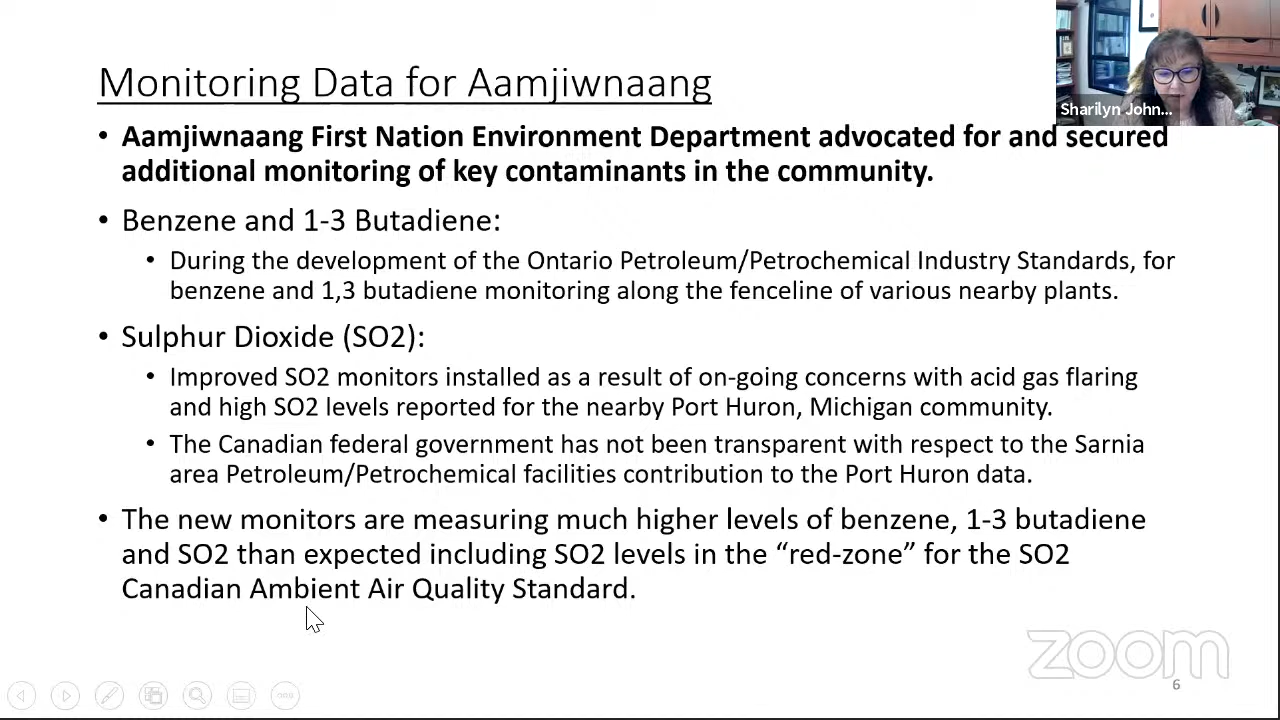 Monitoring Data for Aamjiwnaang
Sharilyn John...
• Aamjiwnaang First Nation Environment Department advocated for and secured
additional monitoring of key contaminants in the community.
• Benzene and 1-3 Butadiene:
• During the development of the Ontario Petroleum/Petrochemical Industry Standards, for
benzene and 1,3 butadiene monitoring along the fenceline of various nearby plants.
• Sulphur Dioxide (SO2):
• Improved SO2 monitors installed as a result of on-going concerns with acid gas flaring
and high SO2 levels reported for the nearby Port Huron, Michigan community.
• The Canadian federal government has not been transparent with respect to the Sarnia
area Petroleum/Petrochemical facilities contribution to the Port Huron data.
• The new monitors are measuring much higher levels of benzene, 1-3 butadiene
and SO2 than expected including SO2 levels in the “red-zone” for the SO2
Canadian Ambient Air Quality Standard.
zoom
6